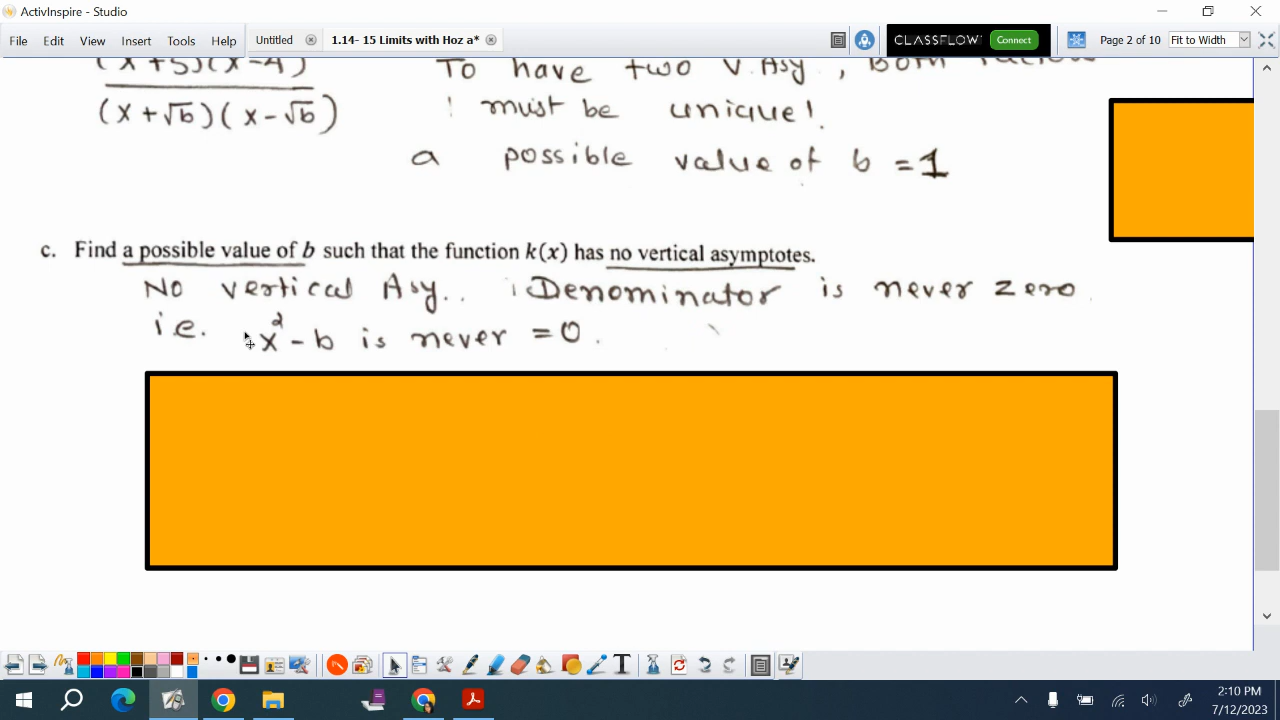 ActivInspire - Studio
File Edit View Insert Tools Help Untitled 1.14- 15 Limits with Hoz a* CLASSFLOW Connect Page 2 of 10 Fit to Width
(x+5)(x-4)
(x+√b)(x-√b)
To have two V. Asy, Both
must be unique!
a possible value of b = 1
c. Find a possible value of b such that the function k(x) has no vertical asymptotes.
No vertical Asy. Denominator is never zero
i.e. x²-b is never =0.
2:10 PM
7/12/2023